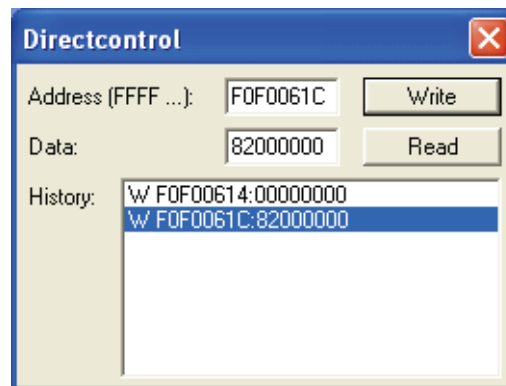 Directcontrol
Address (FFFF ...): F0F0061C Write
Data: 82000000 Read
History: W F0F00614:00000000
W F0F0061C:82000000